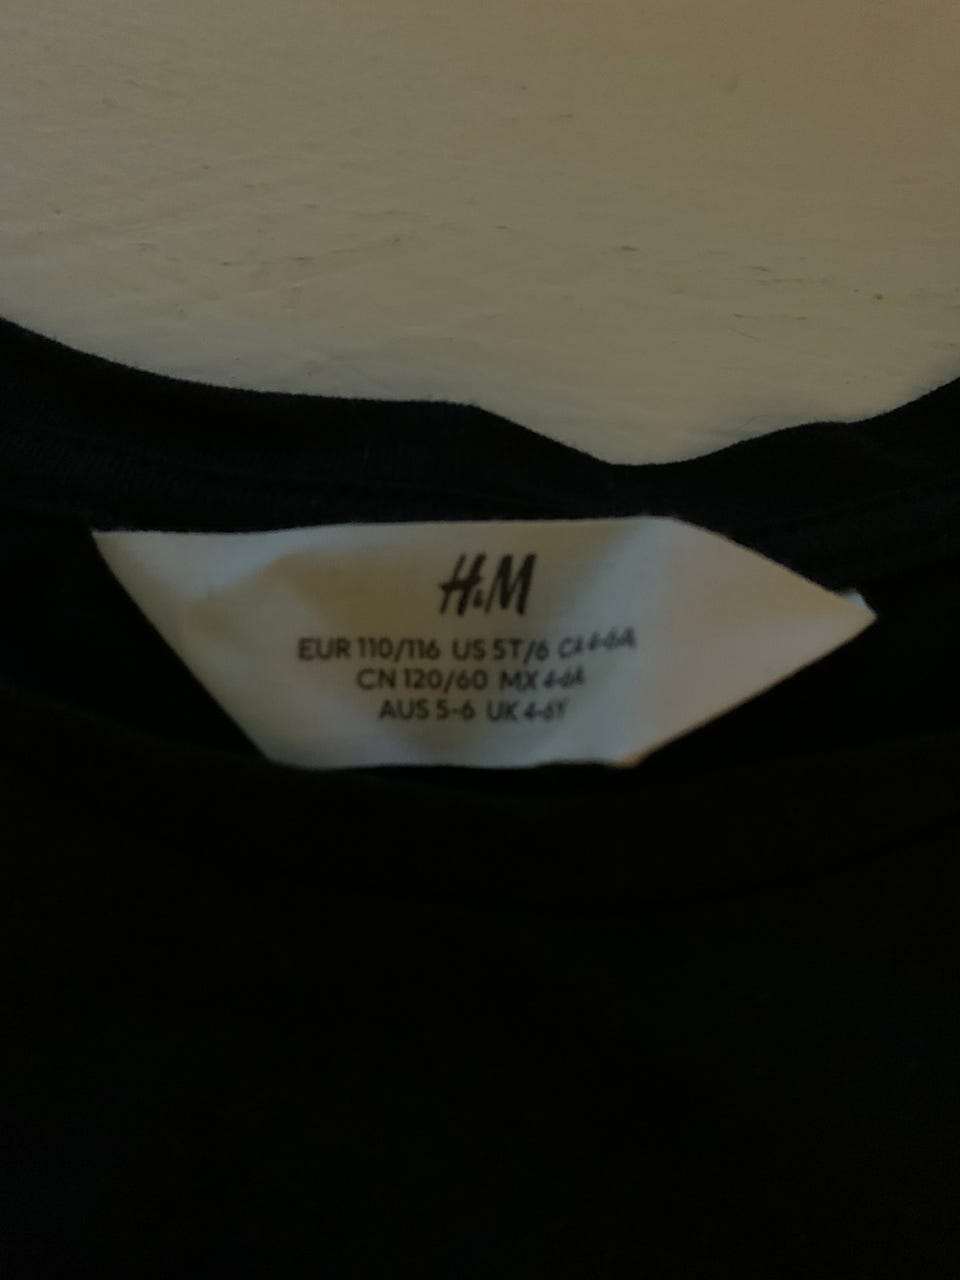 H&M
EUR 110/116 US 5T/6 CA 4-6A
CN 120/60 MX 4-6A
AUS 5-6 UK 4-6Y